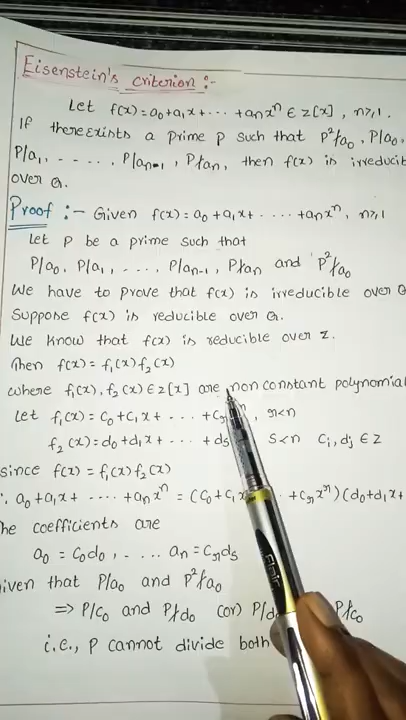 Eisenstein's criterion :-
Let f(x)=a₀+a₁x+ ··· +aₙxⁿ ∈ z[x], n≥1.
If there exists a prime p such that p²∤a₀, P/a₀,
P/a₁, - - . . . , P/aₙ₋₁, P∤aₙ, then f(x) is irreducib
over Q.
Proof :- Given f(x)=a₀+a₁x+ · ··· +aₙxⁿ, n≥1
Let P be a prime such that
P/a₀, P/a₁, . . . . , P/aₙ₋₁, P∤aₙ and P²∤a₀
We have to prove that f(x) is irreducible over Q
Suppose f(x) is reducible over Q.
We know that f(x) is reducible over Z.
Then f(x) = f₁(x) f₂(x)
where f₁(x), f₂(x) ∈ z[x] are non constant polynomial
Let f₁(x) = c₀+c₁x+ · ·· +cᵣ , r<n
f₂(x) = d₀+d₁x+ ··· +ds S<n cᵢ, dⱼ ∈ Z
since f(x) = f₁(x) f₂(x)
∴ a₀+a₁x+ ···· +aₙxⁿ = (c₀+c₁x +cᵣxʳ) (d₀+d₁x+
he coefficients are
a₀ = c₀d₀ , · ... aₙ = cᵣds
iven that P/a₀ and P²∤a₀
=> P/c₀ and P∤d₀ (or) P/d P∤c₀
i.e., P cannot divide both
Flair